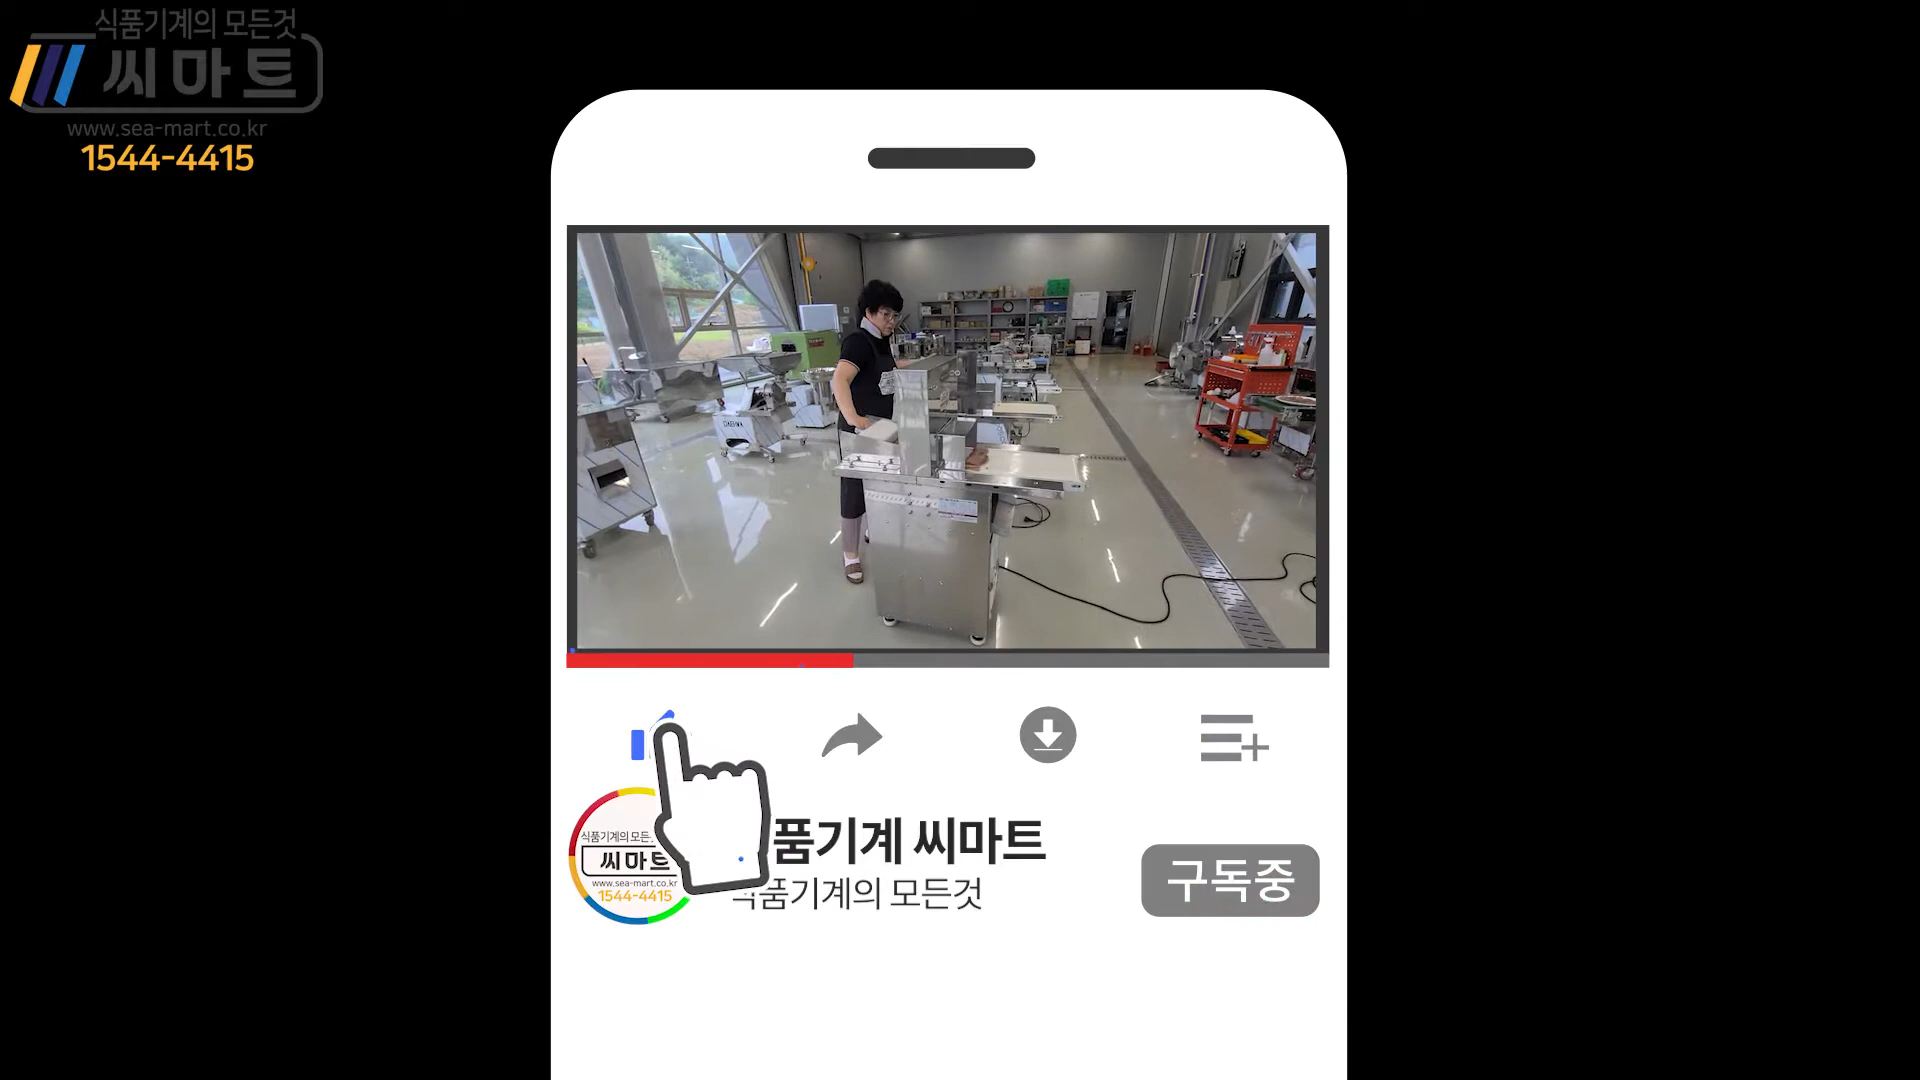 식품기계의 모든것
씨마트
www.sea-mart.co.kr
1544-4415
식품기계의 모든
씨마트
www.sea-mart.co.kr
1544-4415
품기계 씨마트
식품기계의 모든것
구독중